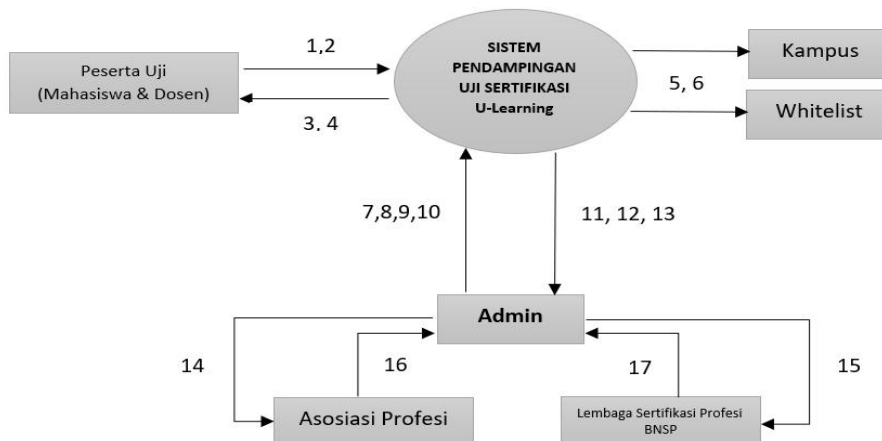 1,2
SISTEM
PENDAMPINGAN
UJI SERTIFIKASI
U-Learning
Kampus
Peserta Uji
(Mahasiswa & Dosen)
5, 6
Whitelist
3. 4
7,8,9,10
11, 12, 13
Admin
14
16
17
15
Asosiasi Profesi
Lembaga Sertifikasi Profesi
BNSP